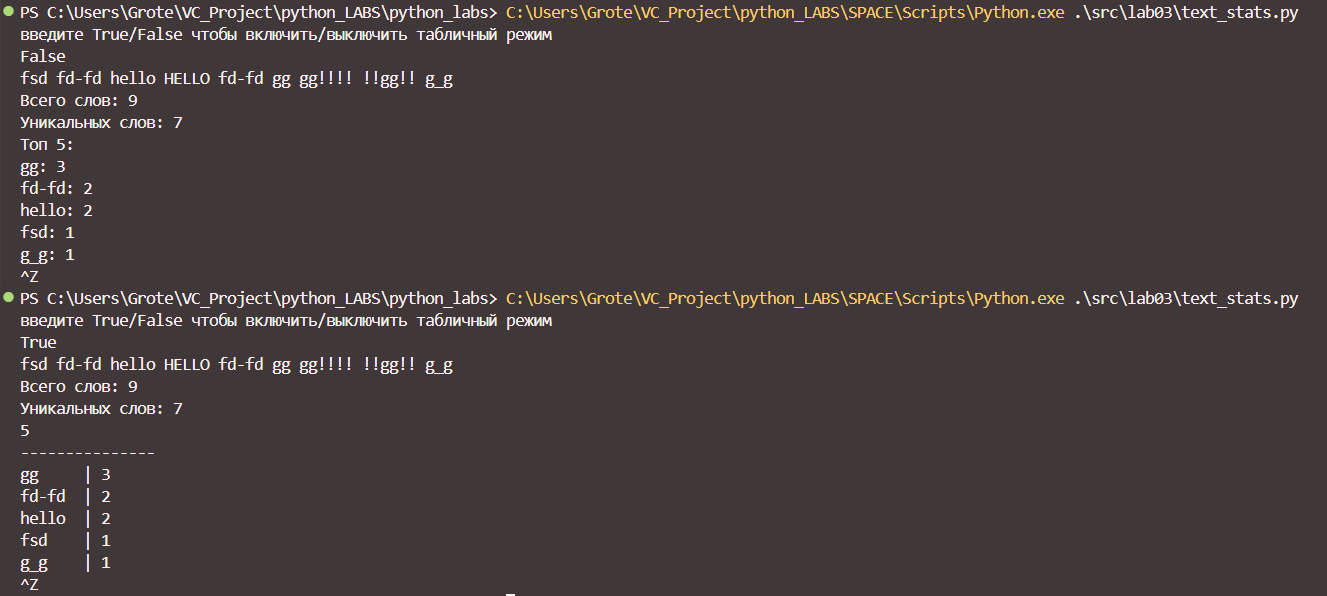 PS C:\Users\Grote\VC_Project\python_LABS\python_labs> C:\Users\Grote\VC_Project\python_LABS\SPACE\Scripts\Python.exe .\src\lab03\text_stats.py
введите True/False чтобы включить/выключить табличный режим
False
fsd fd-fd hello HELLO fd-fd gg gg!!!! !!gg!! g_g
Всего слов: 9
Уникальных слов: 7
Топ 5:
gg: 3
fd-fd: 2
hello: 2
fsd: 1
g_g: 1
^Z
PS C:\Users\Grote\VC_Project\python_LABS\python_labs> C:\Users\Grote\VC_Project\python_LABS\SPACE\Scripts\Python.exe .\src\lab03\text_stats.py
введите True/False чтобы включить/выключить табличный режим
True
fsd fd-fd hello HELLO fd-fd gg gg!!!! !!gg!! g_g
Всего слов: 9
Уникальных слов: 7
5
---------------
gg     | 3
fd-fd  | 2
hello  | 2
fsd    | 1
g_g    | 1
^Z